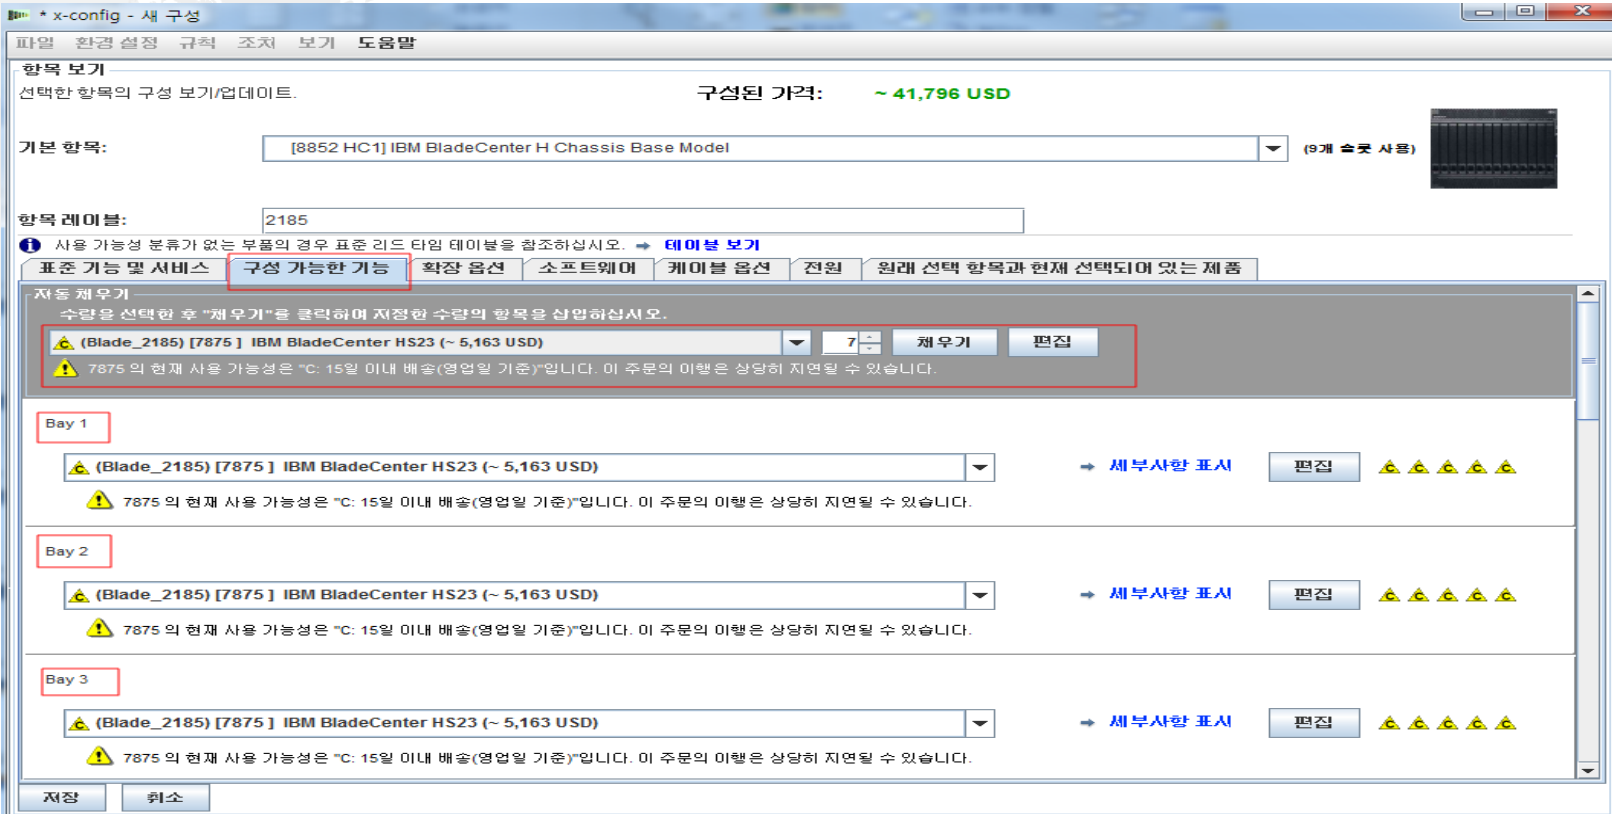 * x-config - 새 구성
파일 환경 설정 규칙 조치 보기 도움말
항목 보기
선택한 항목의 구성 보기/업데이트. 구성된 가격: ~ 41,796 USD
기본 항목: [8852 HC1] IBM BladeCenter H Chassis Base Model (9개 슬롯 사용)
항목 레이블: 2185
사용 가능성 분류가 없는 부품의 경우 표준 리드 타임 테이블을 참조하십시오. 테이블 보기
표준 기능 및 서비스 구성 가능한 기능 확장 옵션 소프트웨어 케이블 옵션 전원 원래 선택 항목과 현재 선택되어 있는 제품
자동 채우기
수량을 선택한 후 "채우기"를 클릭하여 지정한 수량의 항목을 삽입하십시오.
C (Blade_2185) [7875 ] IBM BladeCenter HS23 (~ 5,163 USD) 7 채우기 편집
7875 의 현재 사용 가능성은 "C: 15일 이내 배송(영업일 기준)"입니다. 이 주문의 이행은 상당히 지연될 수 있습니다.
Bay 1
C (Blade_2185) [7875 ] IBM BladeCenter HS23 (~ 5,163 USD) 세부사항 표시 편집 C C C C C
7875 의 현재 사용 가능성은 "C: 15일 이내 배송(영업일 기준)"입니다. 이 주문의 이행은 상당히 지연될 수 있습니다.
Bay 2
C (Blade_2185) [7875 ] IBM BladeCenter HS23 (~ 5,163 USD) 세부사항 표시 편집 C C C C C
7875 의 현재 사용 가능성은 "C: 15일 이내 배송(영업일 기준)"입니다. 이 주문의 이행은 상당히 지연될 수 있습니다.
Bay 3
C (Blade_2185) [7875 ] IBM BladeCenter HS23 (~ 5,163 USD) 세부사항 표시 편집 C C C C C
7875 의 현재 사용 가능성은 "C: 15일 이내 배송(영업일 기준)"입니다. 이 주문의 이행은 상당히 지연될 수 있습니다.
저장 취소